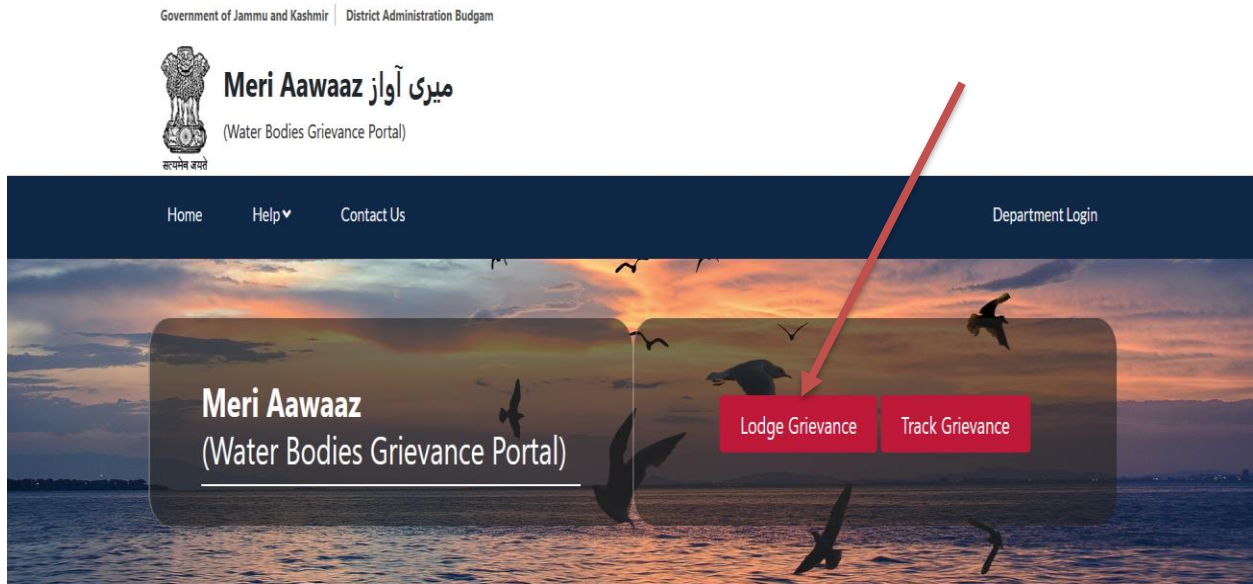 Government of Jammu and Kashmir District Administration Budgam
Meri Aawaaz میری آواز
(Water Bodies Grievance Portal)
सत्यमेव जयते
Home Help Contact Us Department Login
Meri Aawaaz
(Water Bodies Grievance Portal)
Lodge Grievance Track Grievance